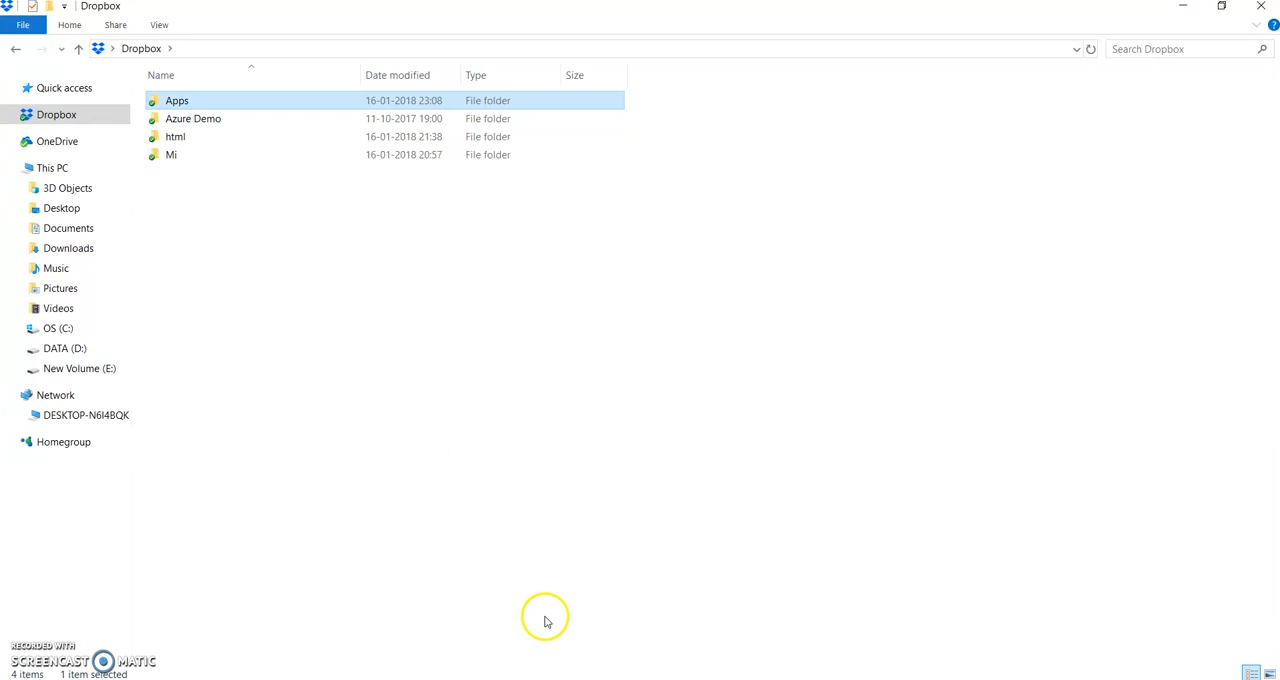 Dropbox
File Home Share View
Dropbox
Search Dropbox
Name Date modified Type Size
Quick access
Dropbox
OneDrive
This PC
3D Objects
Desktop
Documents
Downloads
Music
Pictures
Videos
OS (C:)
DATA (D:)
New Volume (E:)
Network
DESKTOP-N6I4BQK
Homegroup
Apps 16-01-2018 23:08 File folder
Azure Demo 11-10-2017 19:00 File folder
html 16-01-2018 21:38 File folder
Mi 16-01-2018 20:57 File folder
RECORDED WITH
SCREENCAST MATIC
4 items 1 item selected